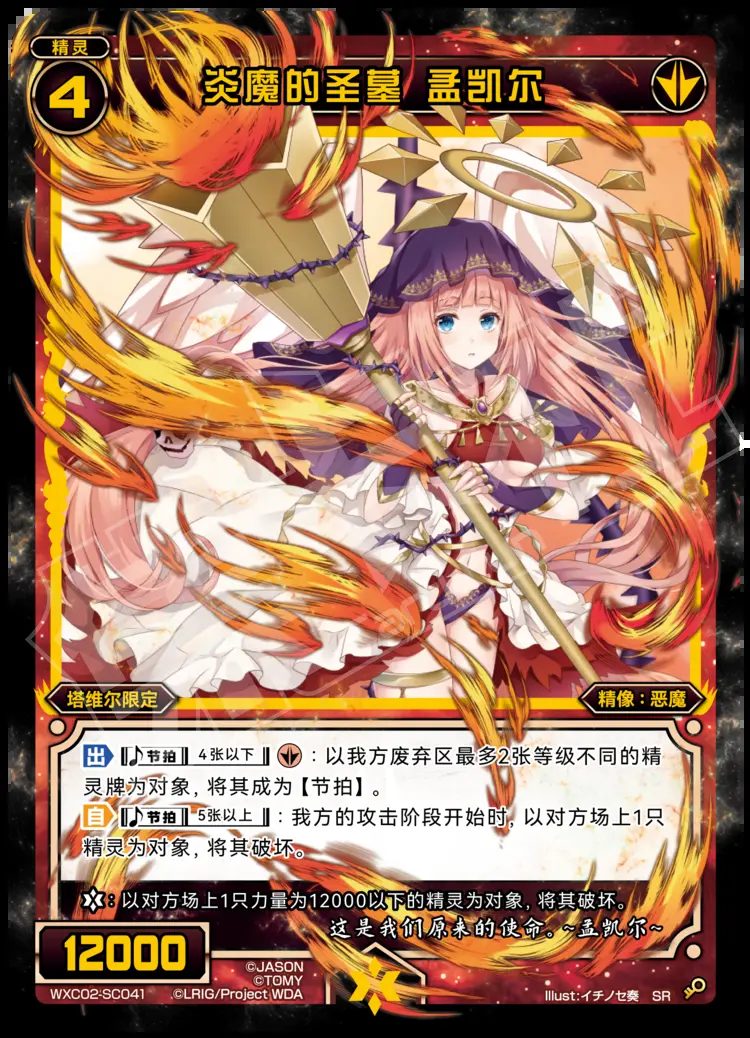 精灵
4
炎魔的圣墓 孟凯尔
塔维尔限定
精像：恶魔
出 ♪节拍 4张以下：以我方废弃区最多2张等级不同的精
灵牌为对象，将其成为【节拍】。
自 ♪节拍 5张以上：我方的攻击阶段开始时，以对方场上1只
精灵为对象，将其破坏。
：以对方场上1只力量为12000以下的精灵为对象，将其破坏。
这是我们原来的使命。~孟凯尔~
12000
©JASON
©TOMY
WXC02-SC041 ©LRIG/Project WDA
Illust:イチノセ奏 SR